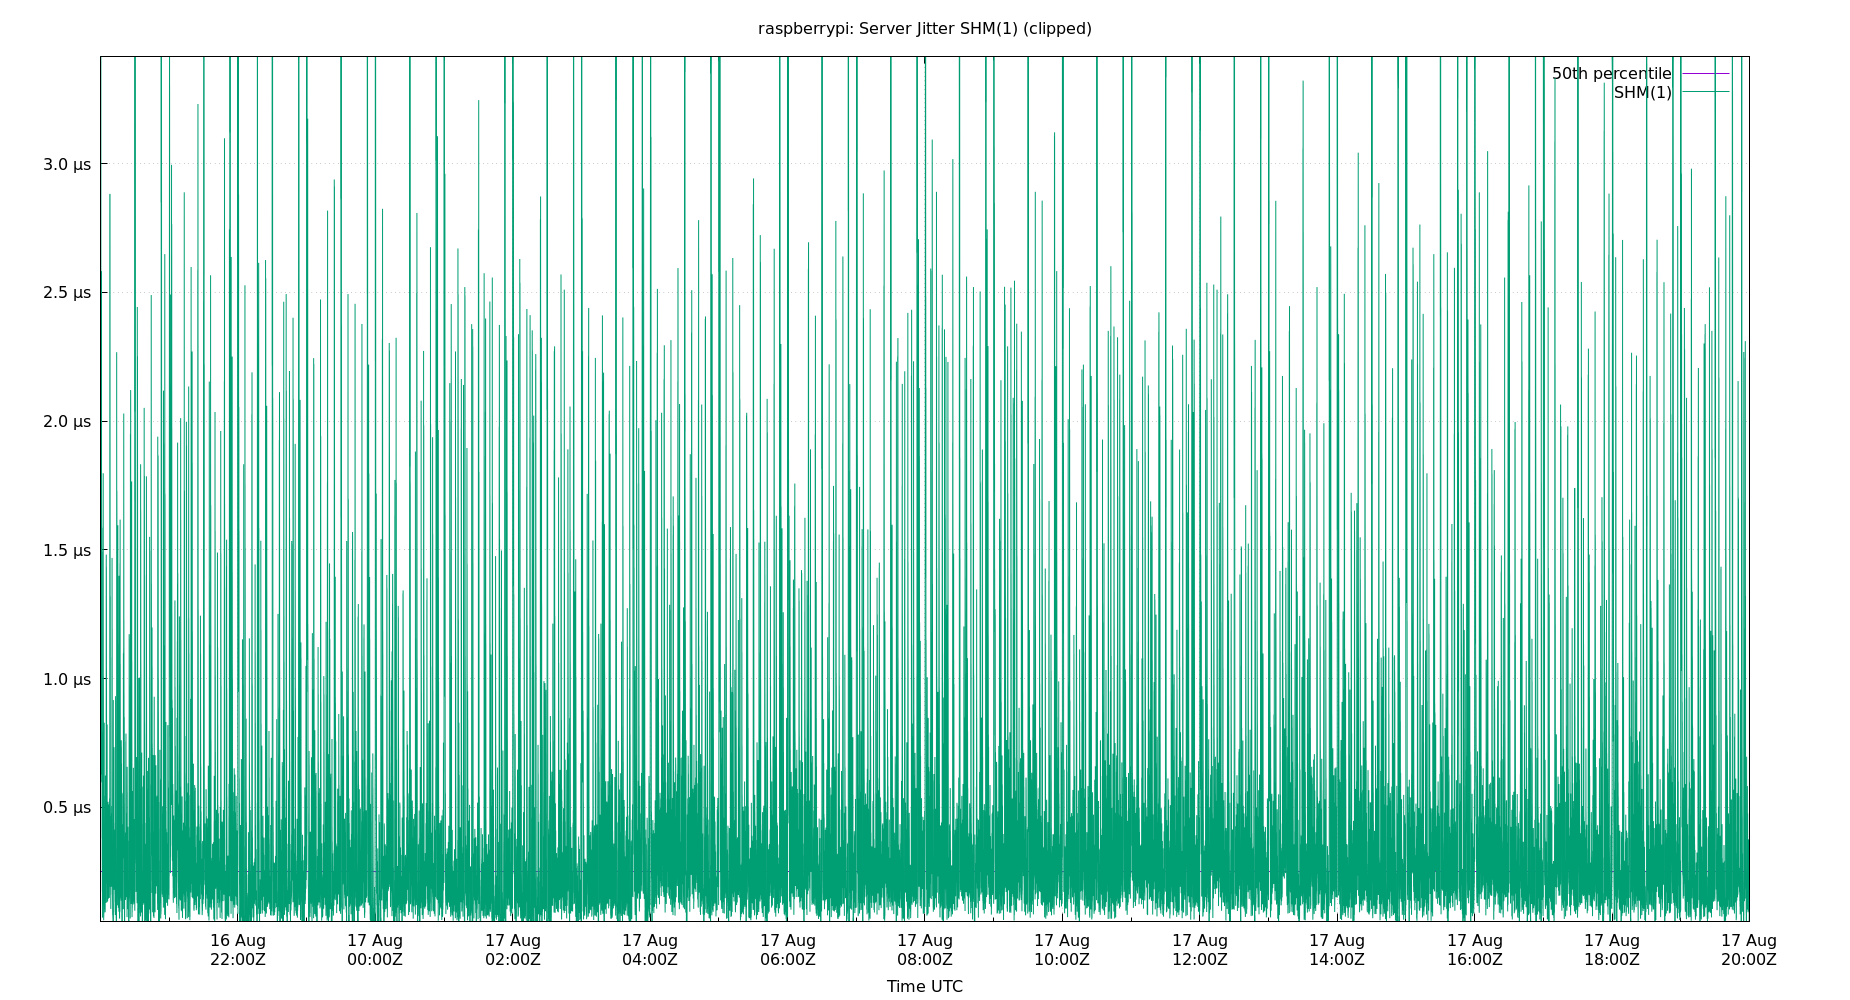 raspberrypi: Server Jitter SHM(1) (clipped)
50th percentile
SHM(1)
3.0 µs
2.5 µs
2.0 µs
1.5 µs
1.0 µs
0.5 µs
16 Aug 17 Aug 17 Aug 17 Aug 17 Aug 17 Aug 17 Aug 17 Aug 17 Aug 17 Aug 17 Aug 17 Aug
22:00Z 00:00Z 02:00Z 04:00Z 06:00Z 08:00Z 10:00Z 12:00Z 14:00Z 16:00Z 18:00Z 20:00Z
Time UTC